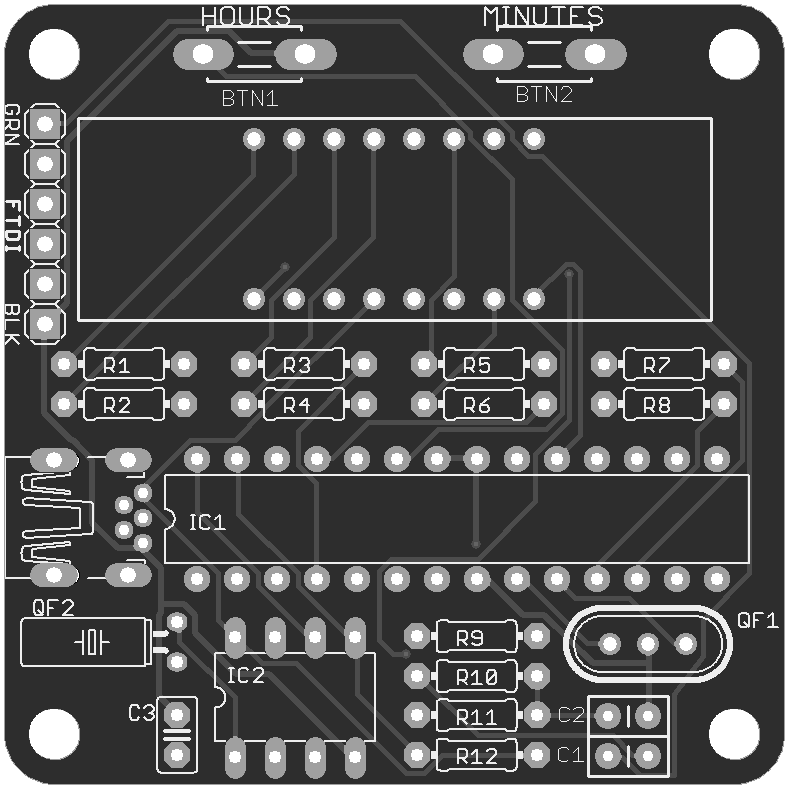 HOURS MINUTES
BTN1 BTN2
GRN
FTDI
BLK
R1 R3 R5 R7
R2 R4 R6 R8
IC1
QF2
QF1
R9
IC2 R10
C3 R11 C2
R12 C1